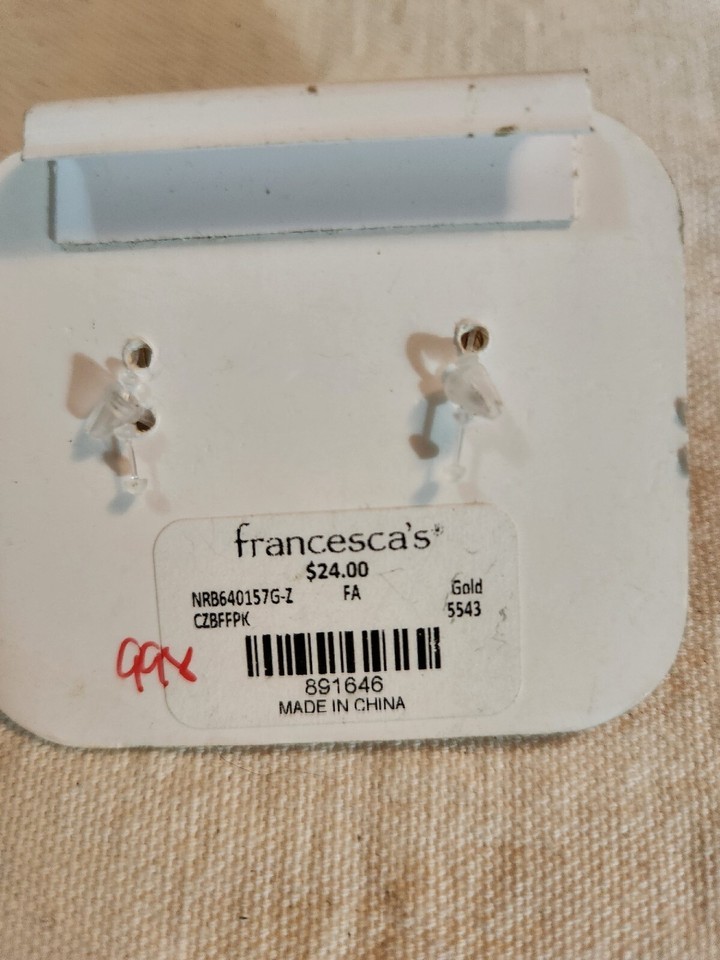 francesca's®
$24.00
NRB640157G-Z FA Gold
CZBFFPK 5543
891646
MADE IN CHINA